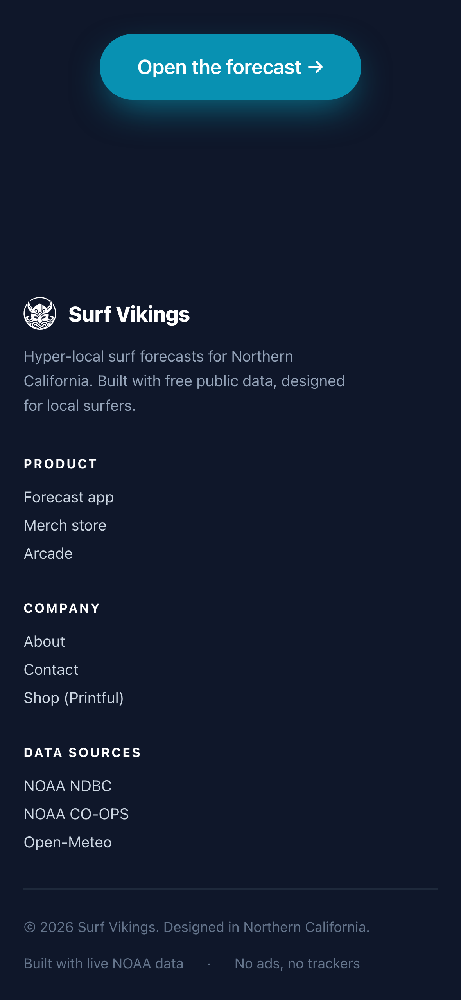 Open the forecast →
Surf Vikings
Hyper-local surf forecasts for Northern
California. Built with free public data, designed
for local surfers.
PRODUCT
Forecast app
Merch store
Arcade
COMPANY
About
Contact
Shop (Printful)
DATA SOURCES
NOAA NDBC
NOAA CO-OPS
Open-Meteo
© 2026 Surf Vikings. Designed in Northern California.
Built with live NOAA data · No ads, no trackers